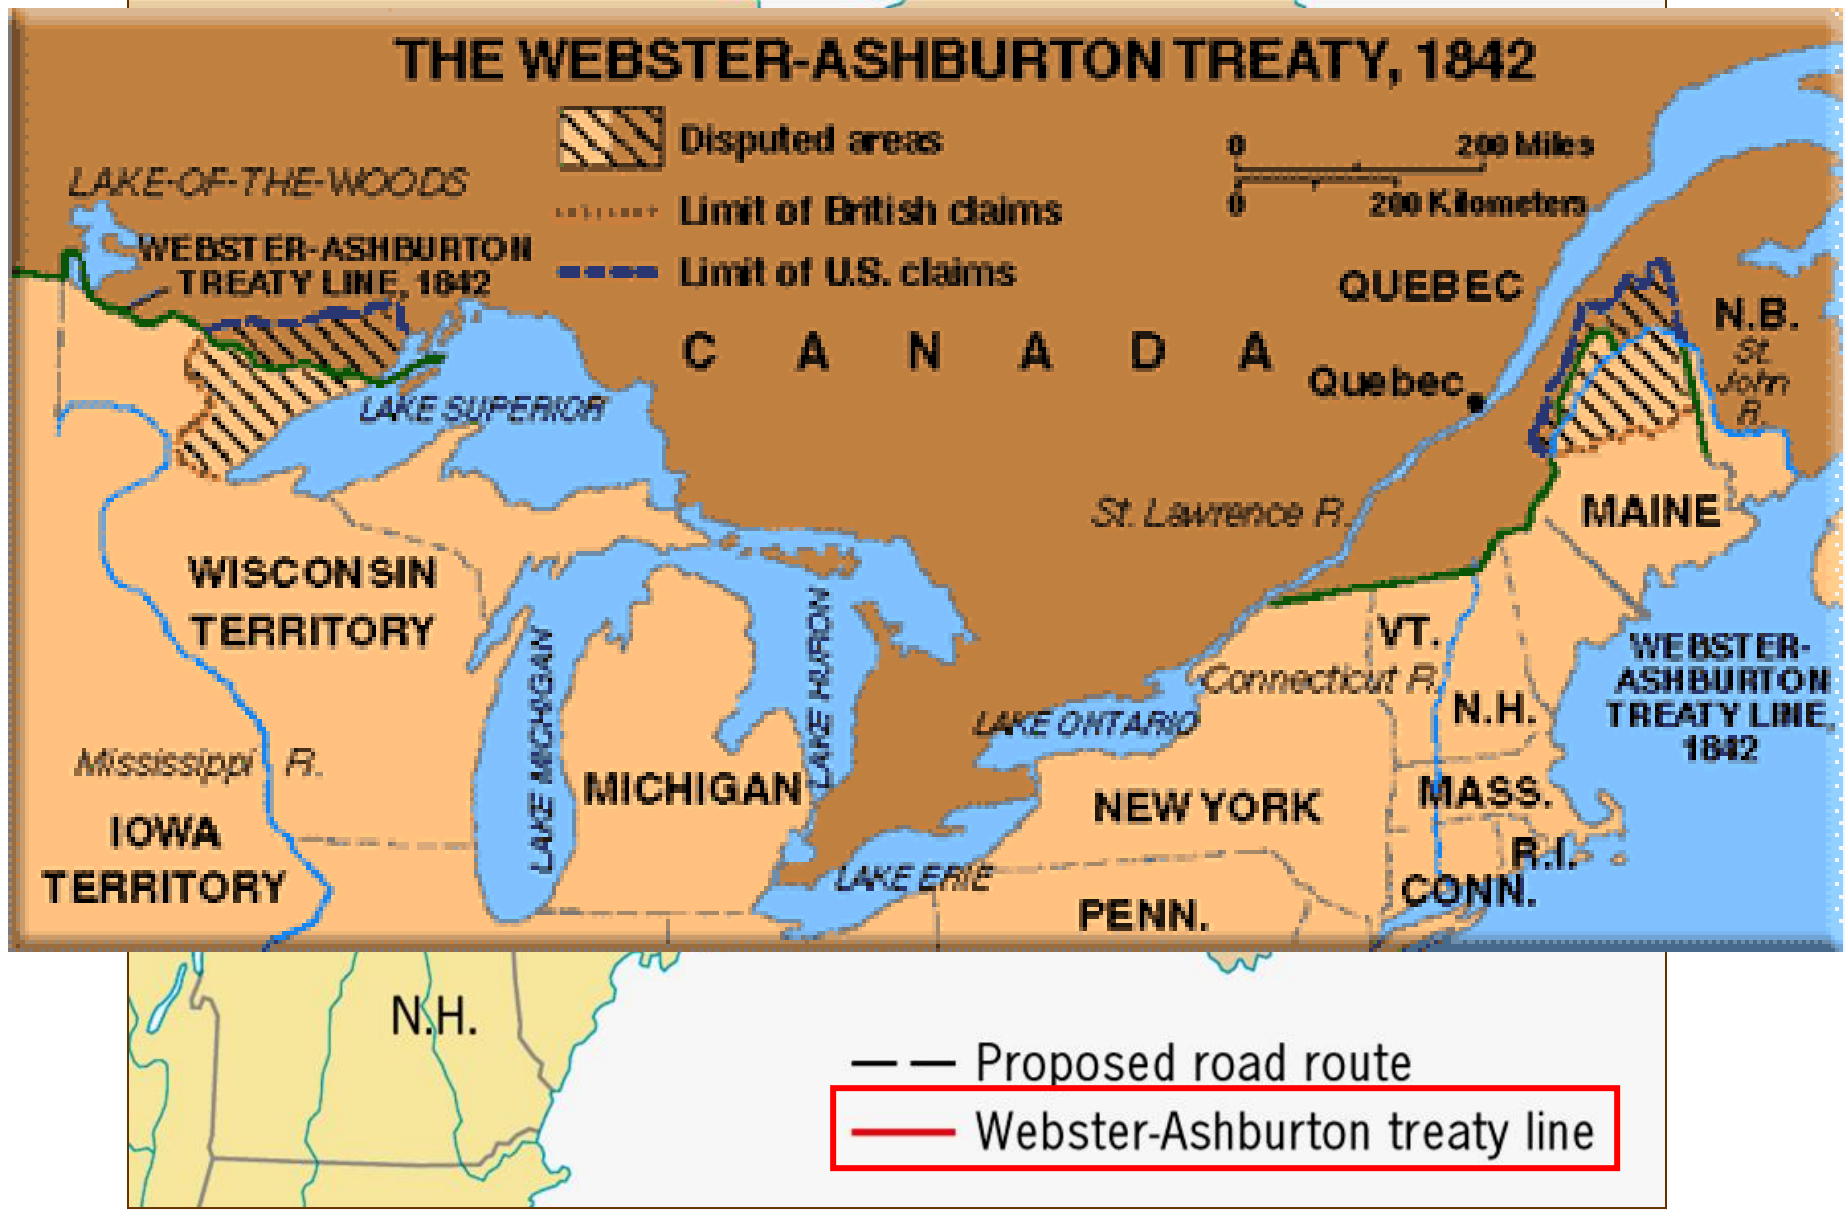 THE WEBSTER-ASHBURTON TREATY, 1842
Disputed areas
Limit of British claims
Limit of U.S. claims
0 200 Miles
0 200 Kilometers
LAKE-OF-THE-WOODS
WEBSTER-ASHBURTON
TREATY LINE, 1842
LAKE SUPERIOR
CANADA
QUEBEC
Quebec
N.B.
St.
John
R.
St. Lawrence R.
MAINE
WISCONSIN
TERRITORY
LAKE MICHIGAN
LAKE HURON
VT.
Connecticut R.
N.H.
WEBSTER-
ASHBURTON
TREATY LINE,
1842
LAKE ONTARIO
Mississippi R.
MICHIGAN
NEW YORK
MASS.
IOWA
TERRITORY
LAKE ERIE
R.I.
CONN.
PENN.
N.H.
Proposed road route
Webster-Ashburton treaty line